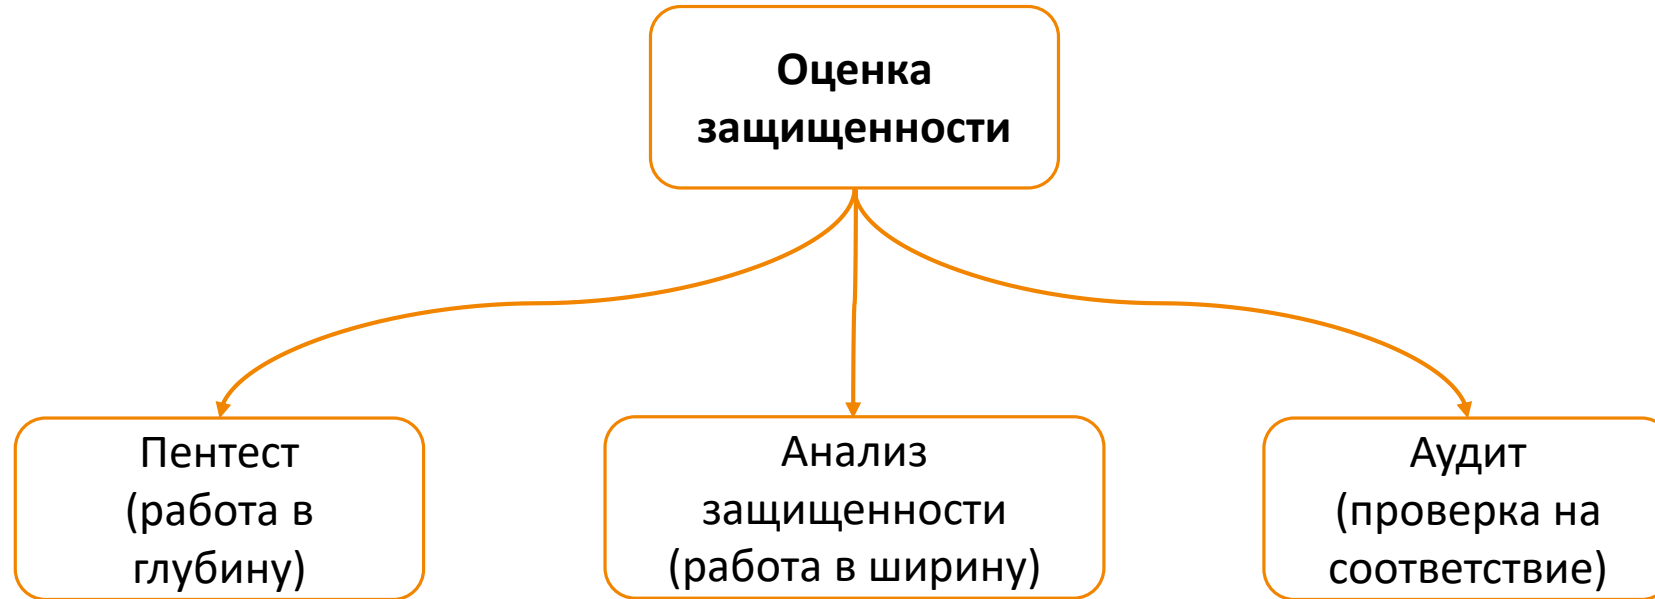 Оценка
защищенности
Пентест
(работа в
глубину)
Анализ
защищенности
(работа в ширину)
Аудит
(проверка на
соответствие)